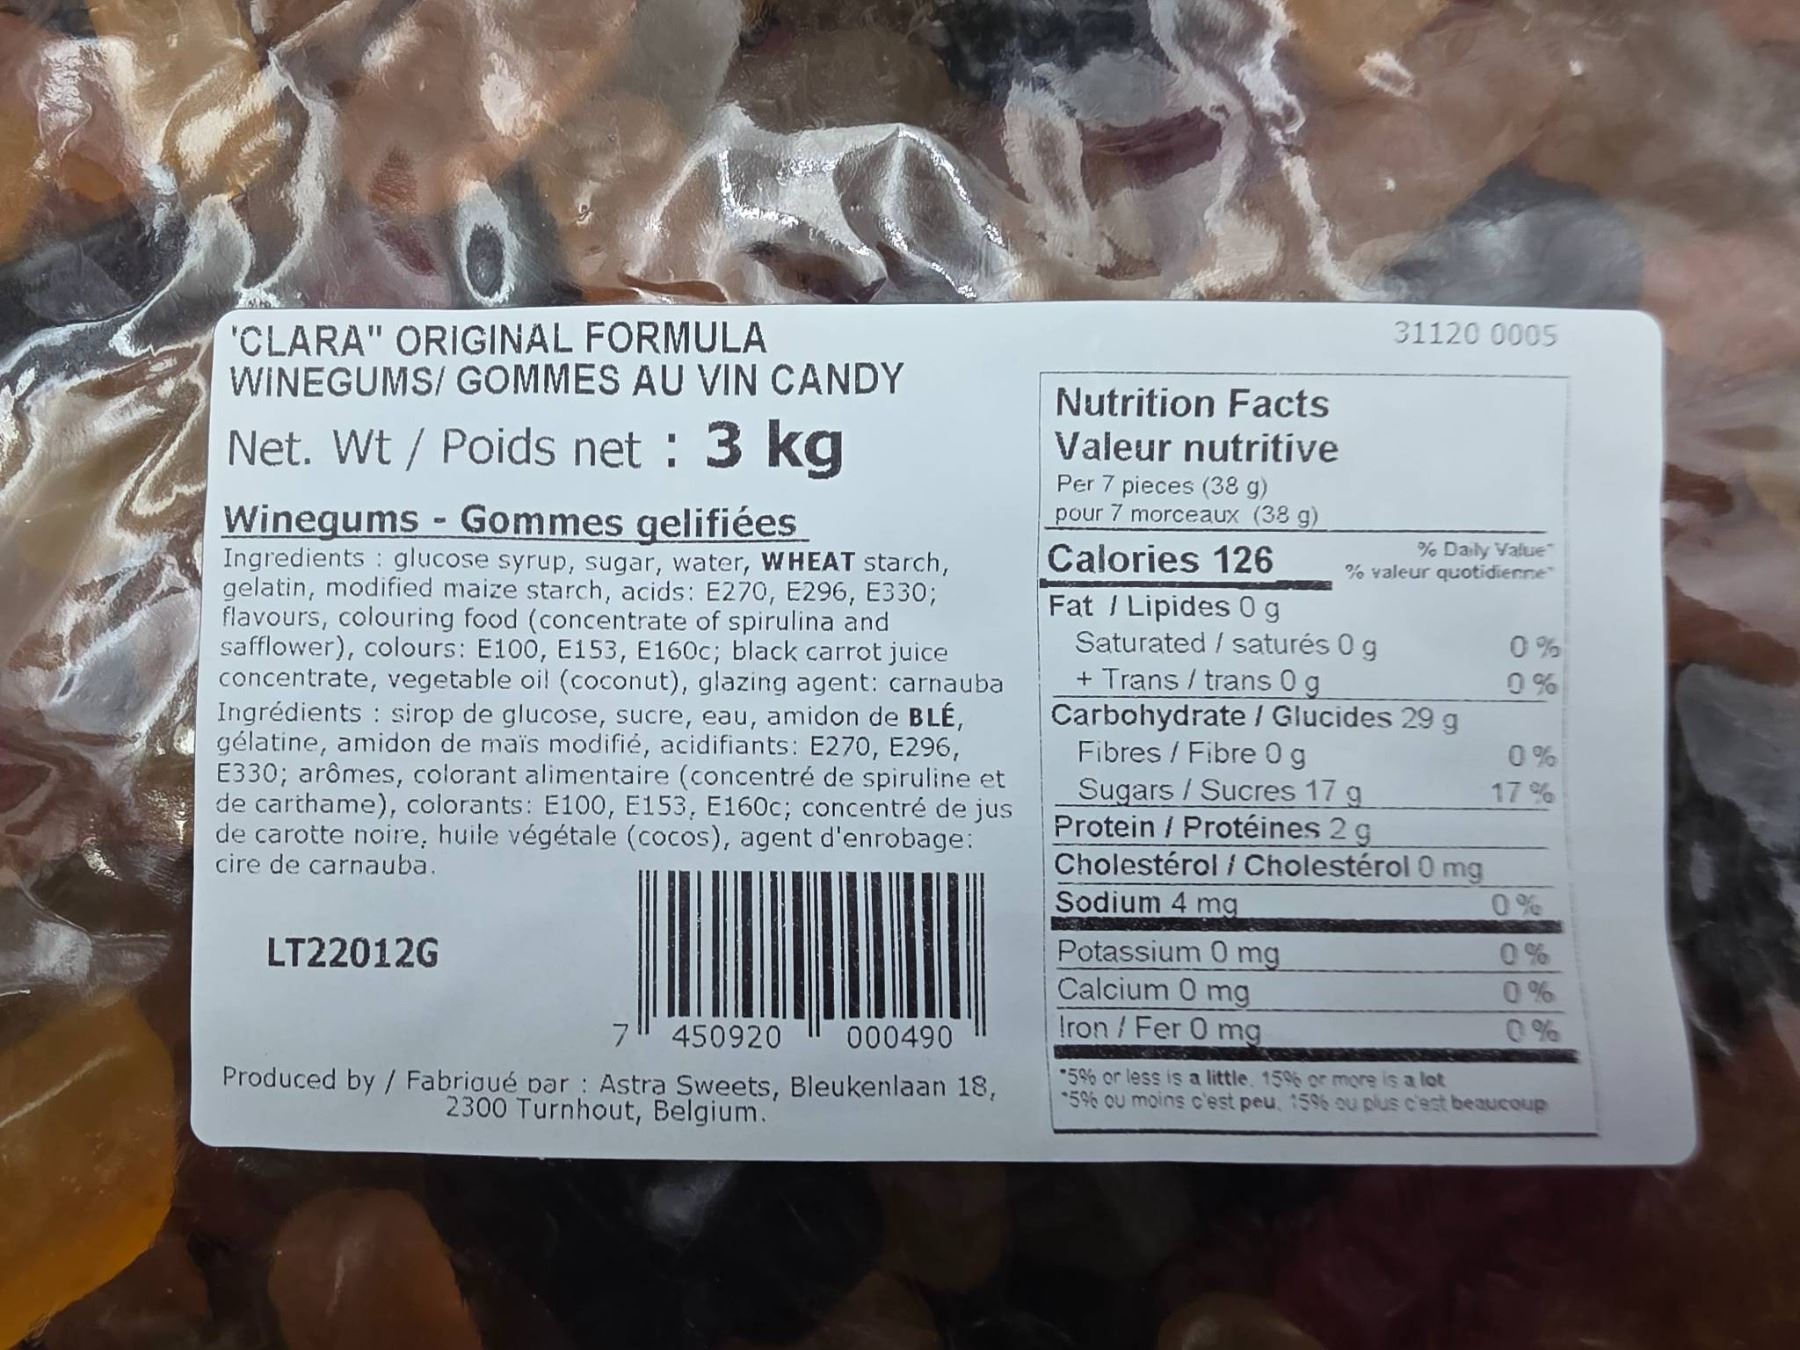 'CLARA" ORIGINAL FORMULA
WINEGUMS/ GOMMES AU VIN CANDY
Net. Wt / Poids net : 3 kg
Winegums - Gommes gelifiées
Ingredients : glucose syrup, sugar, water, WHEAT starch,
gelatin, modified maize starch, acids: E270, E296, E330;
flavours, colouring food (concentrate of spirulina and
safflower), colours: E100, E153, E160c; black carrot juice
concentrate, vegetable oil (coconut), glazing agent: carnauba
Ingrédients : sirop de glucose, sucre, eau, amidon de BLÉ,
gélatine, amidon de maïs modifié, acidifiants: E270, E296,
E330; arômes, colorant alimentaire (concentré de spiruline et
de carthame), colorants: E100, E153, E160c; concentré de jus
de carotte noire, huile végétale (cocos), agent d'enrobage:
cire de carnauba.
LT22012G
7 450920 000490
Produced by / Fabriqué par : Astra Sweets, Bleukenlaan 18,
2300 Turnhout, Belgium.
31120 0005
Nutrition Facts
Valeur nutritive
Per 7 pieces (38 g)
pour 7 morceaux (38 g)
Calories 126
% Daily Value*
% valeur quotidienne*
Fat / Lipides 0 g
Saturated / saturés 0 g 0 %
+ Trans / trans 0 g 0 %
Carbohydrate / Glucides 29 g
Fibres / Fibre 0 g 0 %
Sugars / Sucres 17 g 17 %
Protein / Protéines 2 g
Cholestérol / Cholestérol 0 mg
Sodium 4 mg 0 %
Potassium 0 mg 0 %
Calcium 0 mg 0 %
Iron / Fer 0 mg 0 %
*5% or less is a little, 15% or more is a lot
*5% ou moins c'est peu, 15% ou plus c'est beaucoup